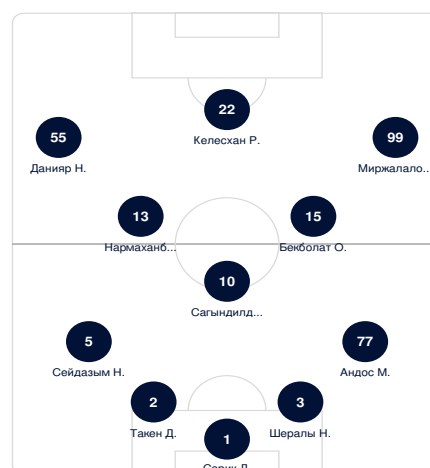 22
Келесхан Р.
55
Данияр Н.
99
Миржалало...
13
Нармаханб...
15
Бекболат О.
10
Сагындилд...
5
Сейдазым Н.
77
Андос М.
2
Такен Д.
3
Шералы Н.
1